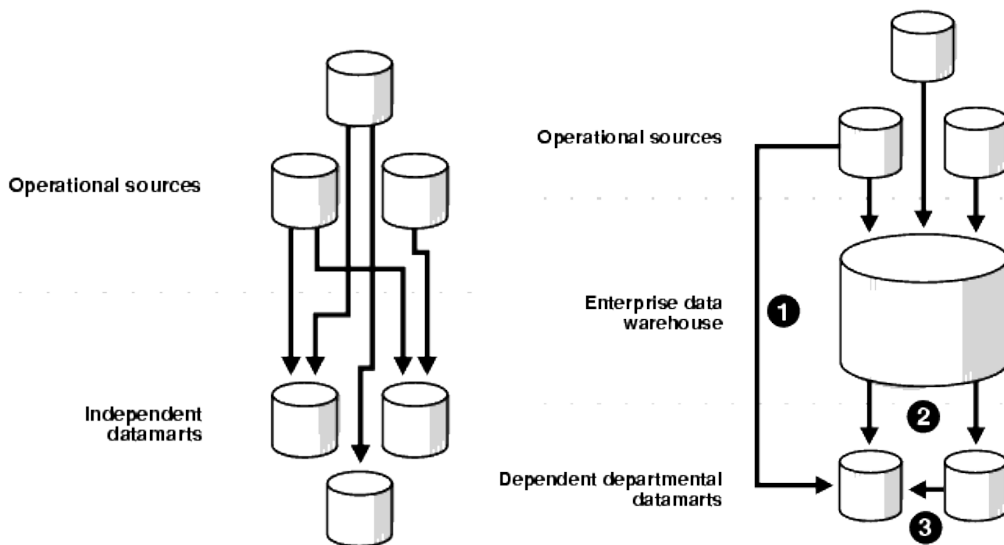 Operational sources
Independent
datamarts
Operational sources
Enterprise data
warehouse
1
2
Dependent departmental
datamarts
3